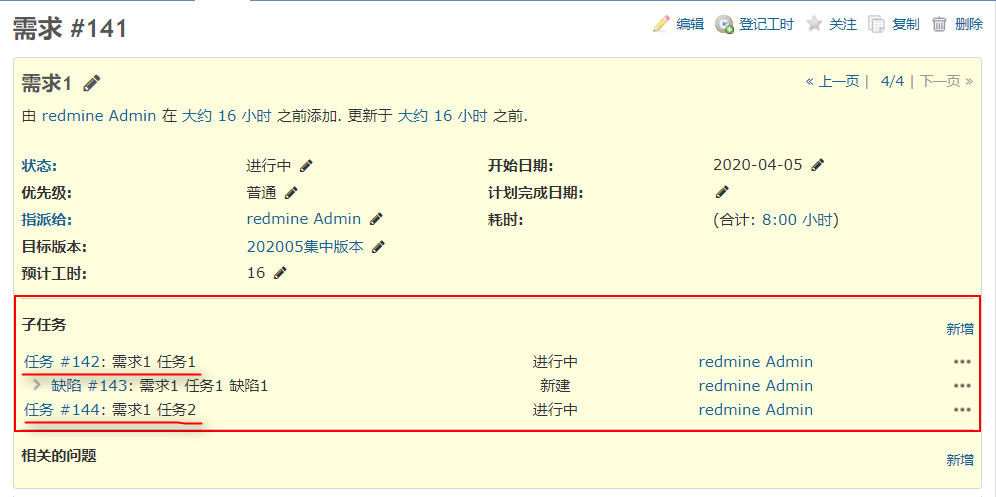 需求 #141
编辑 登记工时 关注 复制 删除
需求1
« 上一页 | 4/4 | 下一页 »
由 redmine Admin 在 大约 16 小时 之前添加. 更新于 大约 16 小时 之前.
状态: 进行中 开始日期: 2020-04-05
优先级: 普通 计划完成日期:
指派给: redmine Admin 耗时: (合计: 8:00 小时)
目标版本: 202005集中版本
预计工时: 16
子任务 新增
任务 #142: 需求1 任务1 进行中 redmine Admin •••
缺陷 #143: 需求1 任务1 缺陷1 新建 redmine Admin •••
任务 #144: 需求1 任务2 进行中 redmine Admin •••
相关的问题 新增